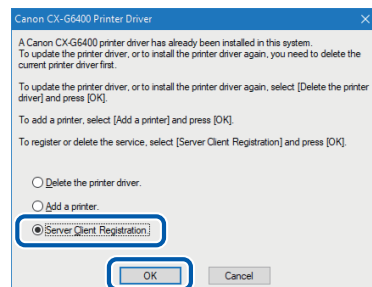 Canon CX-G6400 Printer Driver
A Canon CX-G6400 printer driver has already been installed in this system.
To update the printer driver, or to install the printer driver again, you need to delete the
current printer driver first.
To update the printer driver, or to install the printer driver again, select [Delete the printer
driver] and press [OK].
To add a printer, select [Add a printer] and press [OK].
To register or delete the service, select [Server Client Registration] and press [OK].
Delete the printer driver.
Add a printer.
Server Client Registration.
OK
Cancel